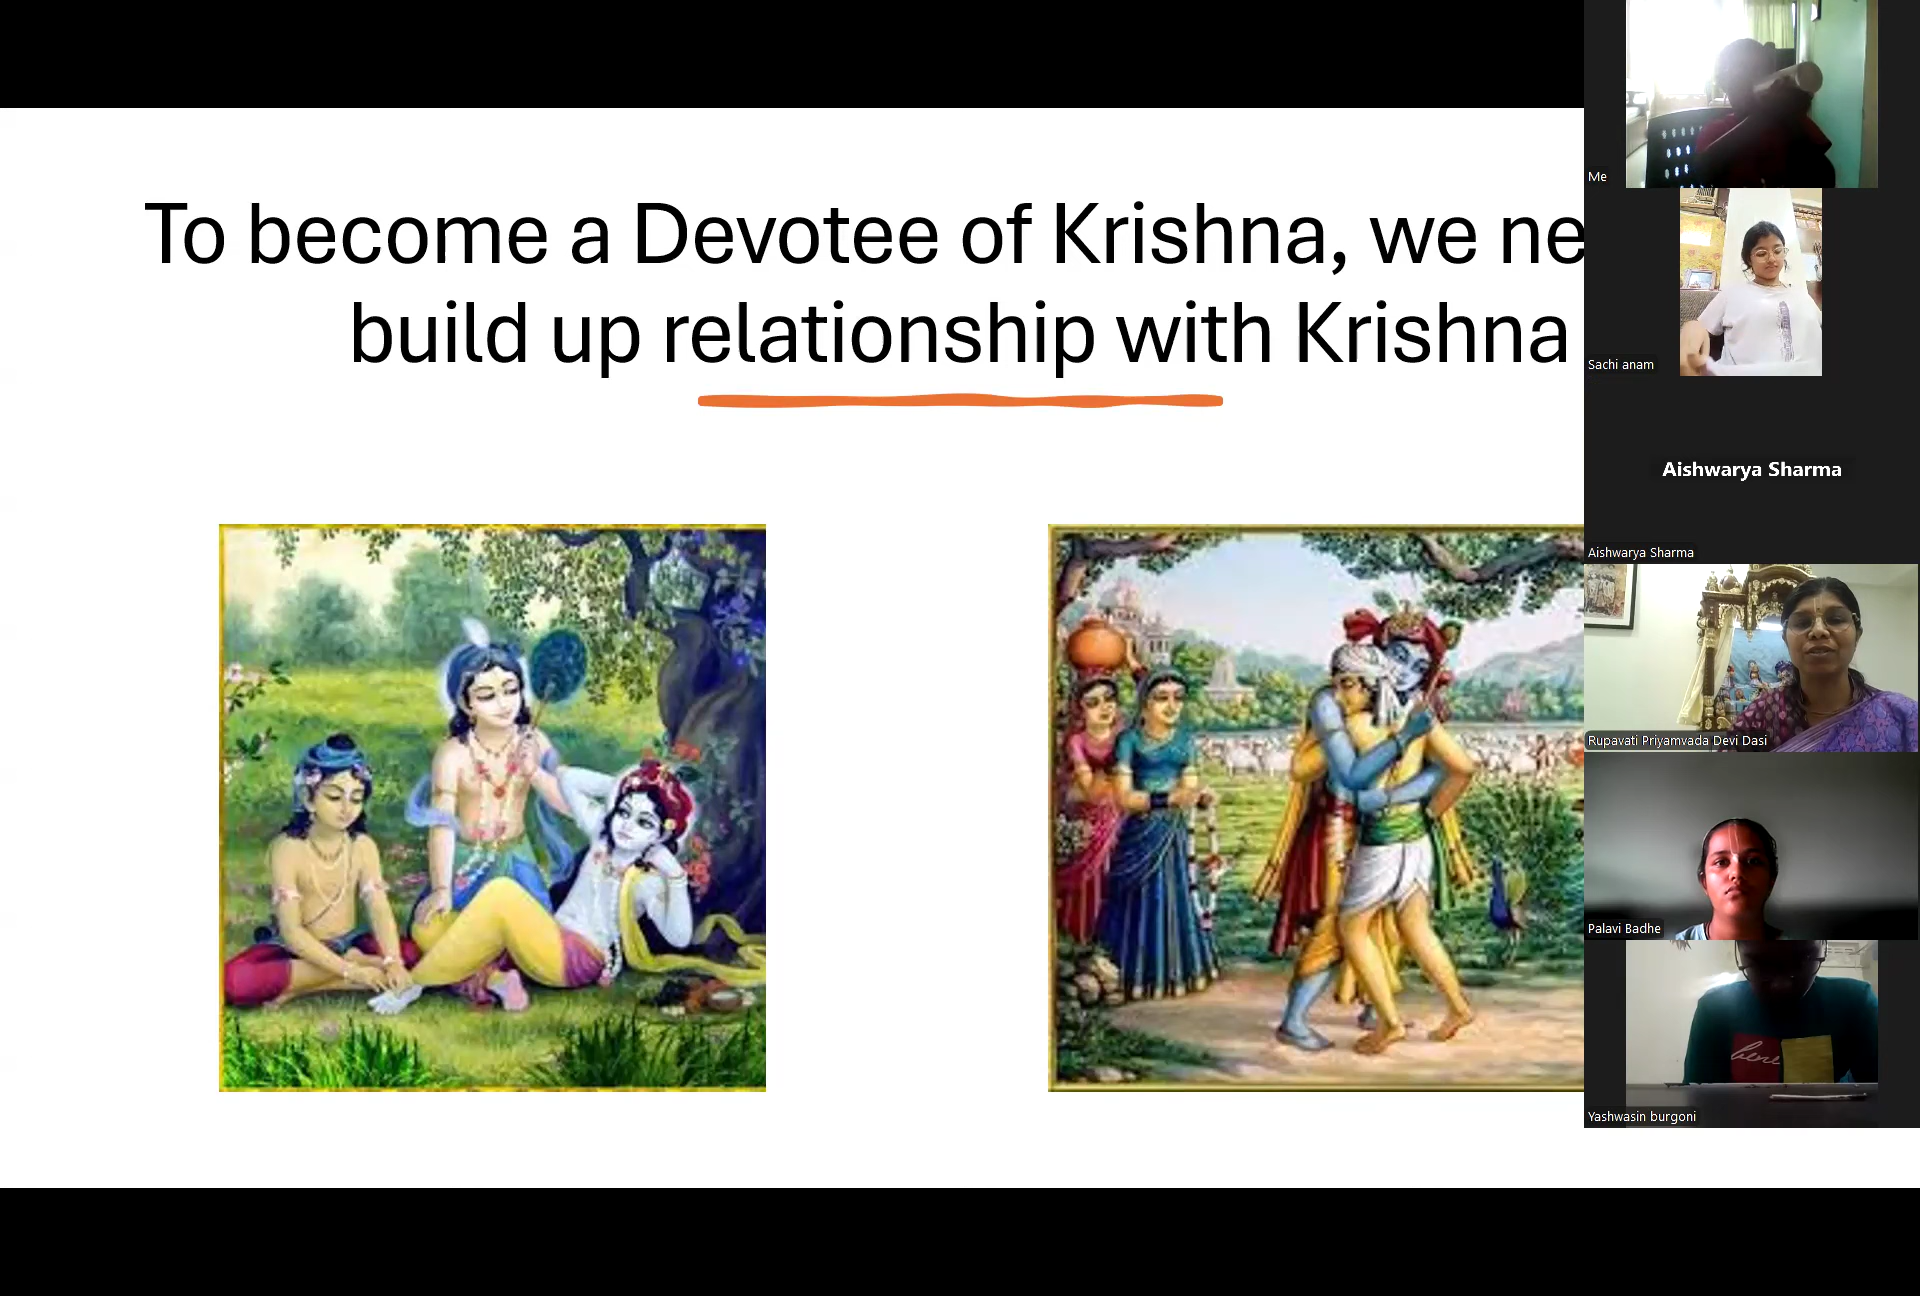 To become a Devotee of Krishna, we ne
build up relationship with Krishna
Me
Sachi anam
Aishwarya Sharma
Aishwarya Sharma
Rupavati Priyamvada Devi Dasi
Palavi Badhe
Yashwasin burgoni